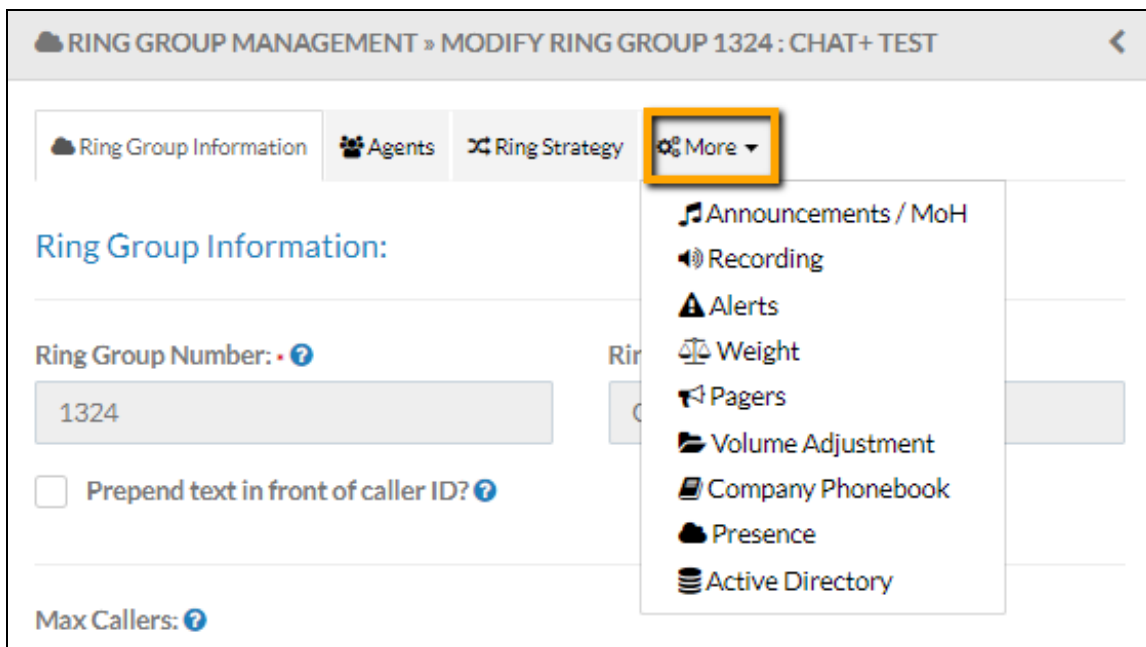 RING GROUP MANAGEMENT » MODIFY RING GROUP 1324 : CHAT+ TEST
Ring Group Information Agents Ring Strategy More
Announcements / MoH
Ring Group Information:
Recording
Alerts
Ring Group Number:
Weight
1324
Pagers
Volume Adjustment
Prepend text in front of caller ID?
Company Phonebook
Presence
Active Directory
Max Callers: